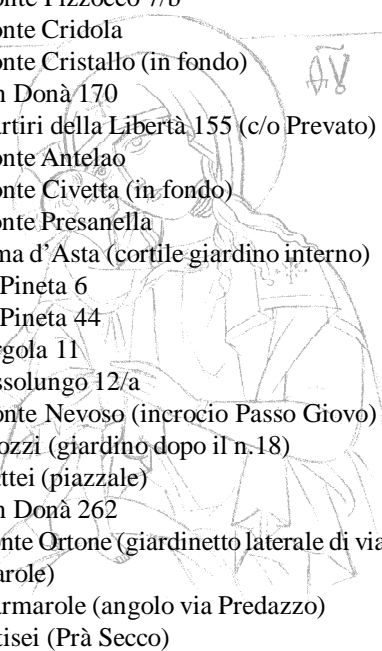 onte Pizzocco 7/b
onte Cridola
onte Cristallo (in fondo)
n Donà 170
rtiri della Libertà 155 (c/o Prevato)
onte Antelao
onte Civetta (in fondo)
onte Presanella
ma d’Asta (cortile giardino interno)
Pineta 6
Pineta 44
rgola 11
ssolungo 12/a
onte Nevoso (incrocio Passo Giovo)
ozzi (giardino dopo il n.18)
ttei (piazzale)
n Donà 262
nte Ortone (giardinetto laterale di via
arole)
armarole (angolo via Predazzo)
tisei (Prà Secco)